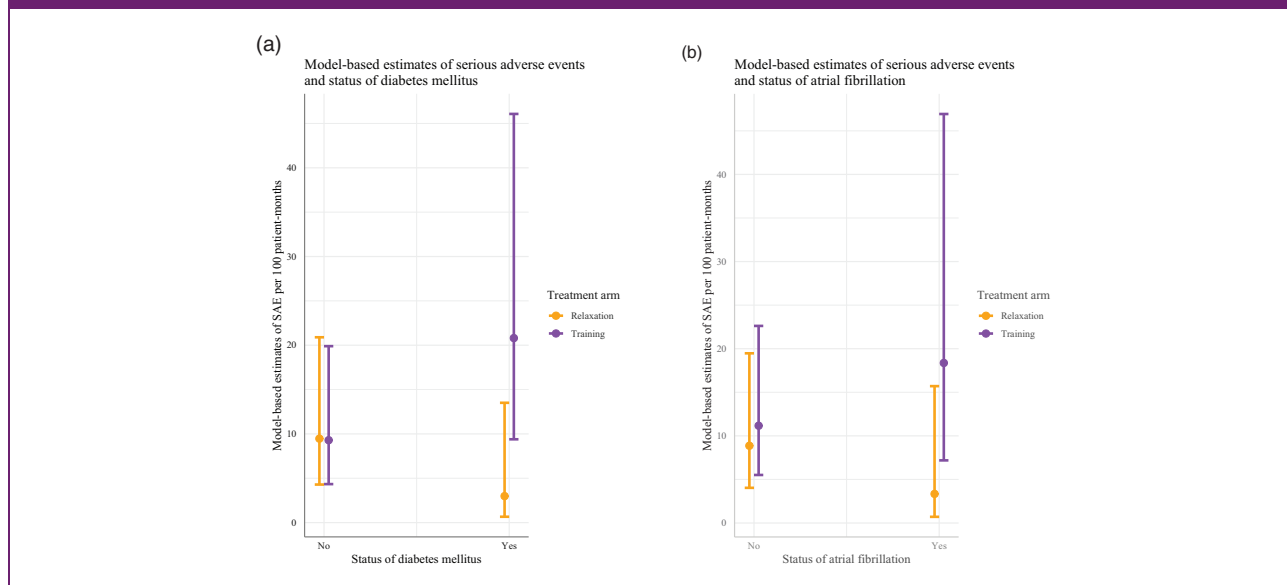 (a)
Model-based estimates of serious adverse events
and status of diabetes mellitus
Model-based estimates of SAE per 100 patient-months
40
30
20
10
0
No
Yes
Status of diabetes mellitus
Treatment arm
Relaxation
Training
(b)
Model-based estimates of serious adverse events
and status of atrial fibrillation
Model-based estimates of SAE per 100 patient-months
40
30
20
10
0
No
Yes
Status of atrial fibrillation
Treatment arm
Relaxation
Training